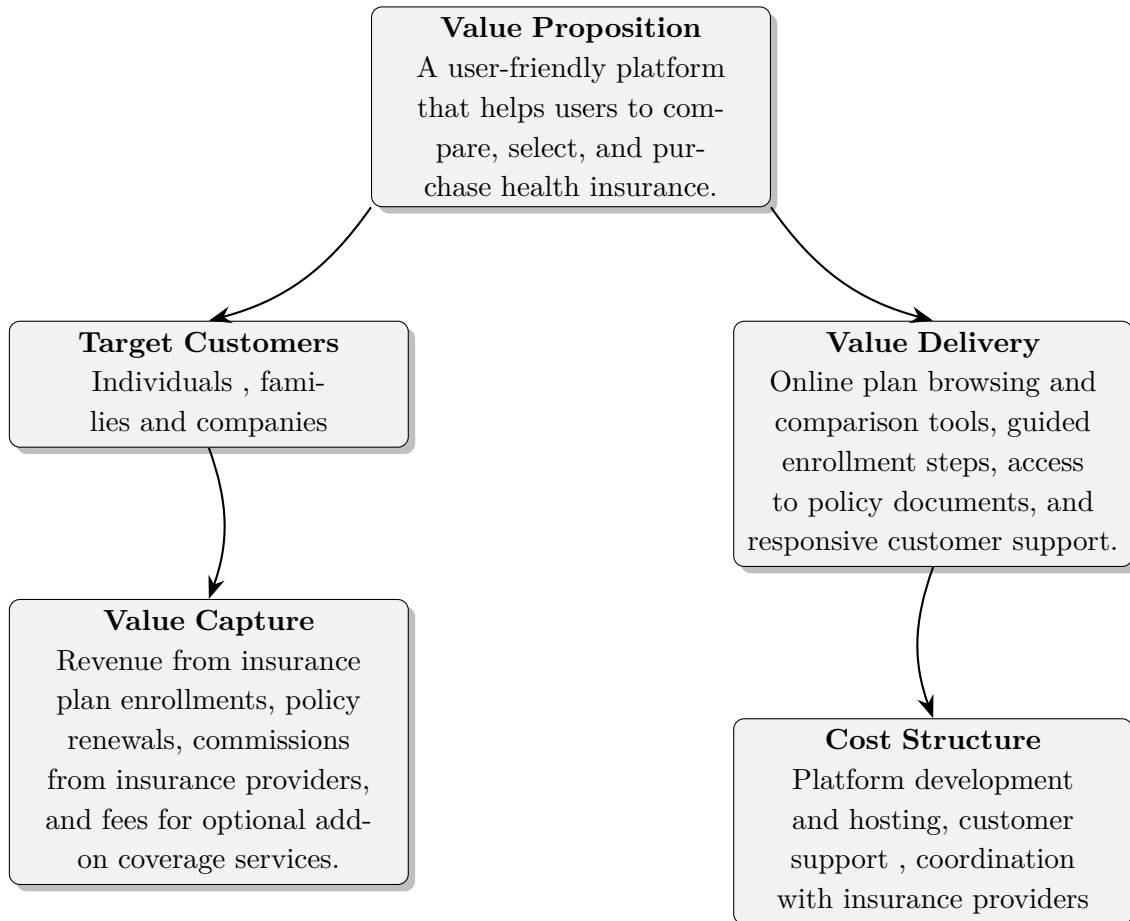 Value Proposition
A user-friendly platform
that helps users to com-
pare, select, and pur-
chase health insurance.
Target Customers
Individuals , fami-
lies and companies
Value Delivery
Online plan browsing and
comparison tools, guided
enrollment steps, access
to policy documents, and
responsive customer support.
Value Capture
Revenue from insurance
plan enrollments, policy
renewals, commissions
from insurance providers,
and fees for optional add-
on coverage services.
Cost Structure
Platform development
and hosting, customer
support , coordination
with insurance providers